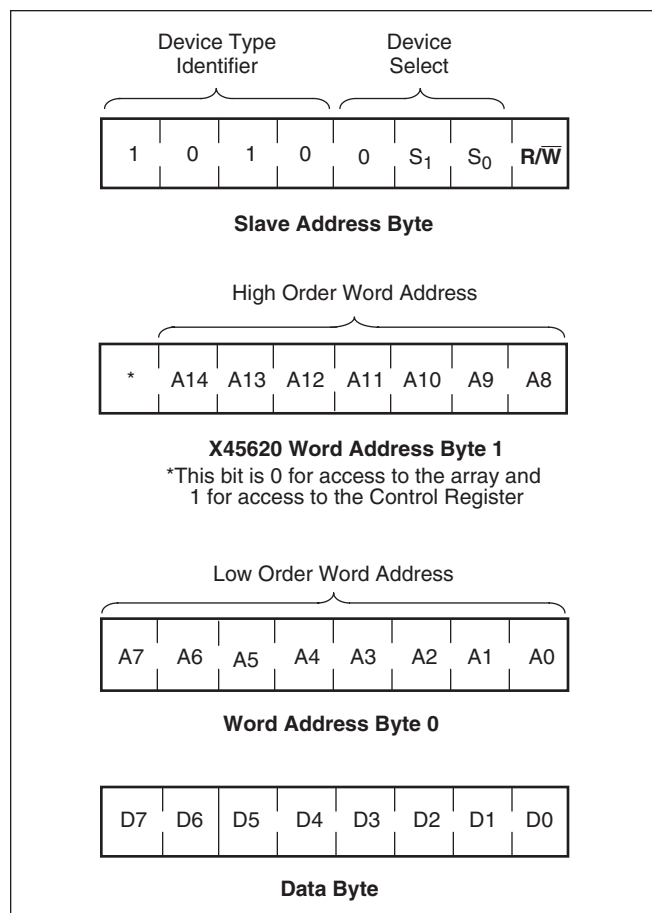 Device Type
Identifier
Device
Select
1 0 1 0 0 S1 S0 R/W̅
Slave Address Byte
High Order Word Address
* A14 A13 A12 A11 A10 A9 A8
X45620 Word Address Byte 1
*This bit is 0 for access to the array and
1 for access to the Control Register
Low Order Word Address
A7 A6 A5 A4 A3 A2 A1 A0
Word Address Byte 0
D7 D6 D5 D4 D3 D2 D1 D0
Data Byte